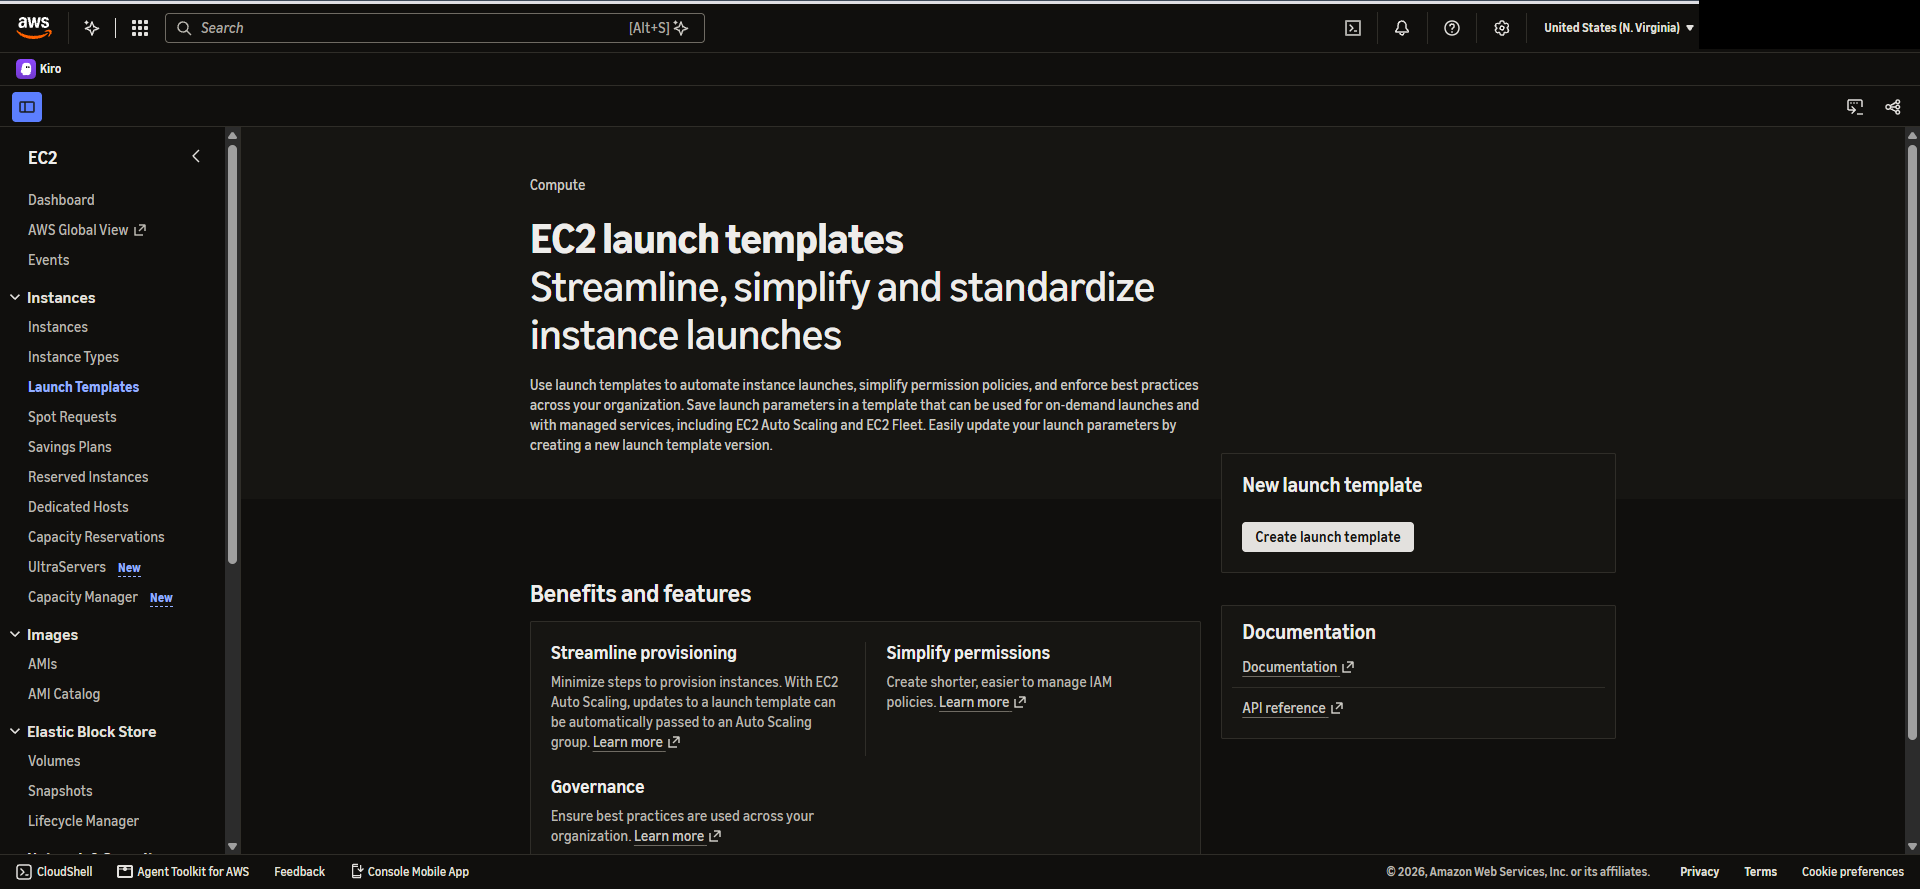 aws
Search
[Alt+S]
United States (N. Virginia)
Kiro
EC2
Dashboard
AWS Global View
Events
Instances
Instances
Instance Types
Launch Templates
Spot Requests
Savings Plans
Reserved Instances
Dedicated Hosts
Capacity Reservations
UltraServers New
Capacity Manager New
Images
AMIs
AMI Catalog
Elastic Block Store
Volumes
Snapshots
Lifecycle Manager
Compute
EC2 launch templates
Streamline, simplify and standardize
instance launches
Use launch templates to automate instance launches, simplify permission policies, and enforce best practices
across your organization. Save launch parameters in a template that can be used for on-demand launches and
with managed services, including EC2 Auto Scaling and EC2 Fleet. Easily update your launch parameters by
creating a new launch template version.
New launch template
Create launch template
Benefits and features
Streamline provisioning
Minimize steps to provision instances. With EC2
Auto Scaling, updates to a launch template can
be automatically passed to an Auto Scaling
group. Learn more
Simplify permissions
Create shorter, easier to manage IAM
policies. Learn more
Governance
Ensure best practices are used across your
organization. Learn more
Documentation
Documentation
API reference
CloudShell
Agent Toolkit for AWS
Feedback
Console Mobile App
© 2026, Amazon Web Services, Inc. or its affiliates.
Privacy
Terms
Cookie preferences